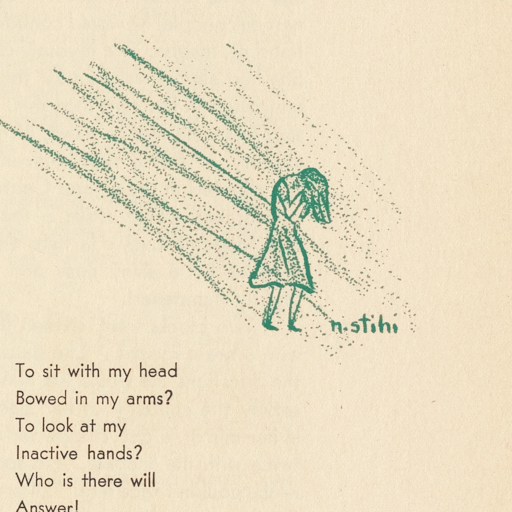 n.stihi
To sit with my head
Bowed in my arms?
To look at my
Inactive hands?
Who is there will
Answer!